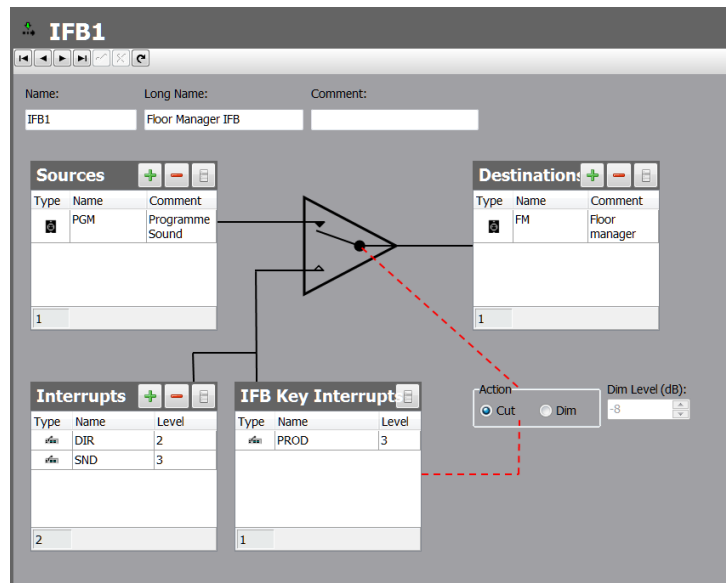 IFB1
Name: Long Name: Comment:
IFB1 Floor Manager IFB
Sources Destinations
Type Name Comment Type Name Comment
PGM Programme Sound FM Floor manager
1 1
Interrupts IFB Key Interrupts Action Dim Level (dB):
Cut Dim -8
Type Name Level Type Name Level
DIR 2 PROD 3
SND 3
2 1